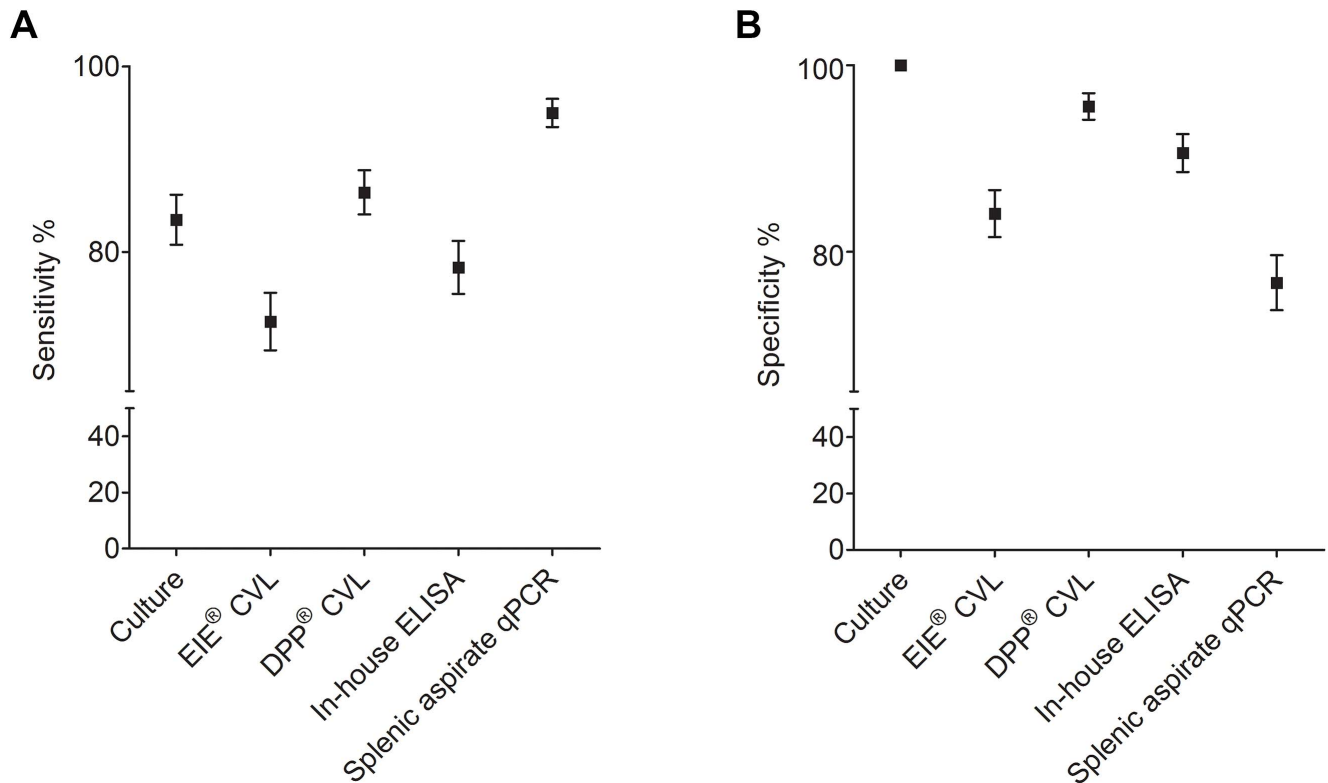 A
100
80
40
20
0
Sensitivity %
Culture
EIE® CVL
DPP® CVL
In-house ELISA
Splenic aspirate qPCR
B
100
80
40
20
0
Specificity %
Culture
EIE® CVL
DPP® CVL
In-house ELISA
Splenic aspirate qPCR